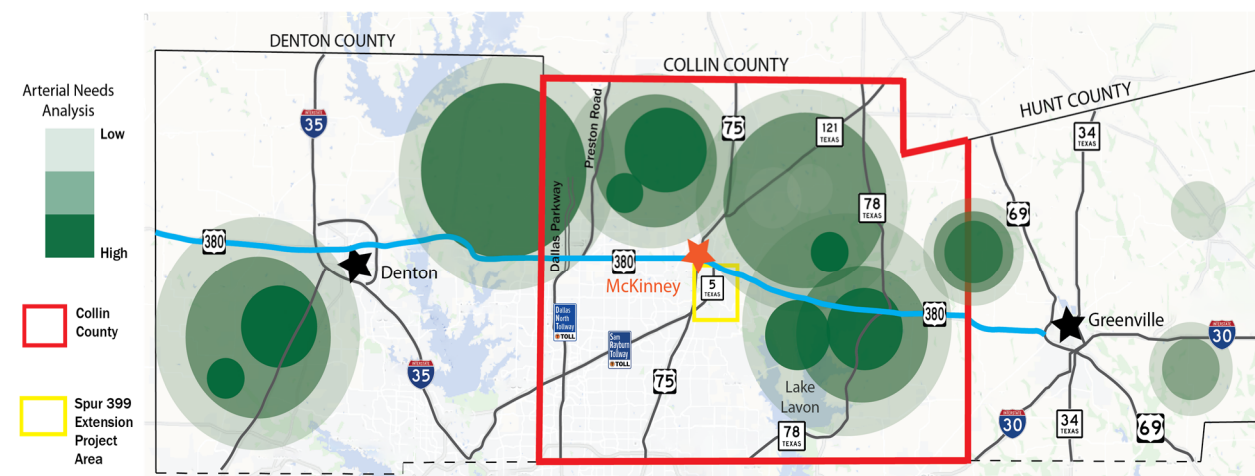 DENTON COUNTY
COLLIN COUNTY
HUNT COUNTY
Arterial Needs
Analysis
Low
High
Collin
County
Spur 399
Extension
Project
Area
35
380
Denton
35
Preston Road
Dallas Parkway
75
121
TEXAS
78
TEXAS
380
McKinney
5
TEXAS
Dallas
North
Tollway
TOLL
Sam
Rayburn
Tollway
TOLL
75
Lake
Lavon
78
TEXAS
380
34
TEXAS
69
Greenville
30
30
34
TEXAS
69